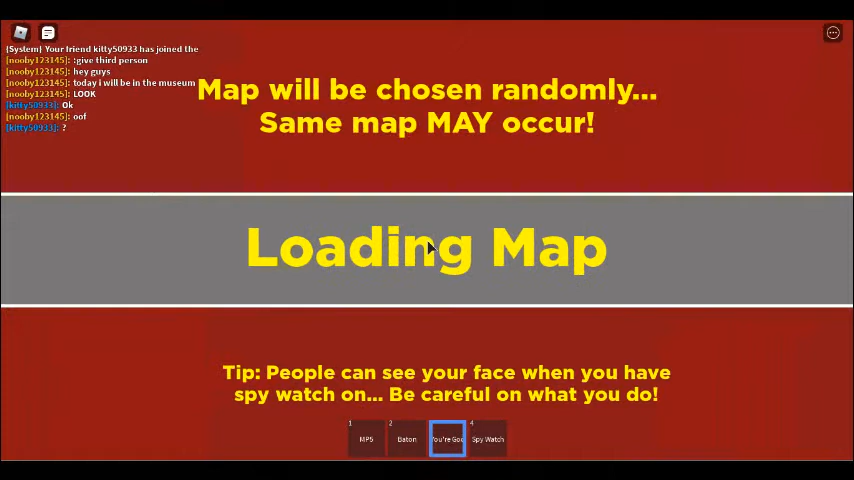 [System] Your friend kitty50933 has joined the
[nooby123145]: :give third person
[nooby123145]: hey guys
[nooby123145]: today i will be in the museum
[nooby123145]: LOOK
[kitty50933]: Ok
[nooby123145]: oof
[kitty50933]: ?
Map will be chosen randomly...
Same map MAY occur!
Loading Map
Tip: People can see your face when you have
spy watch on... Be careful on what you do!
1 2 4
MP5 Baton You're Goo Spy Watch